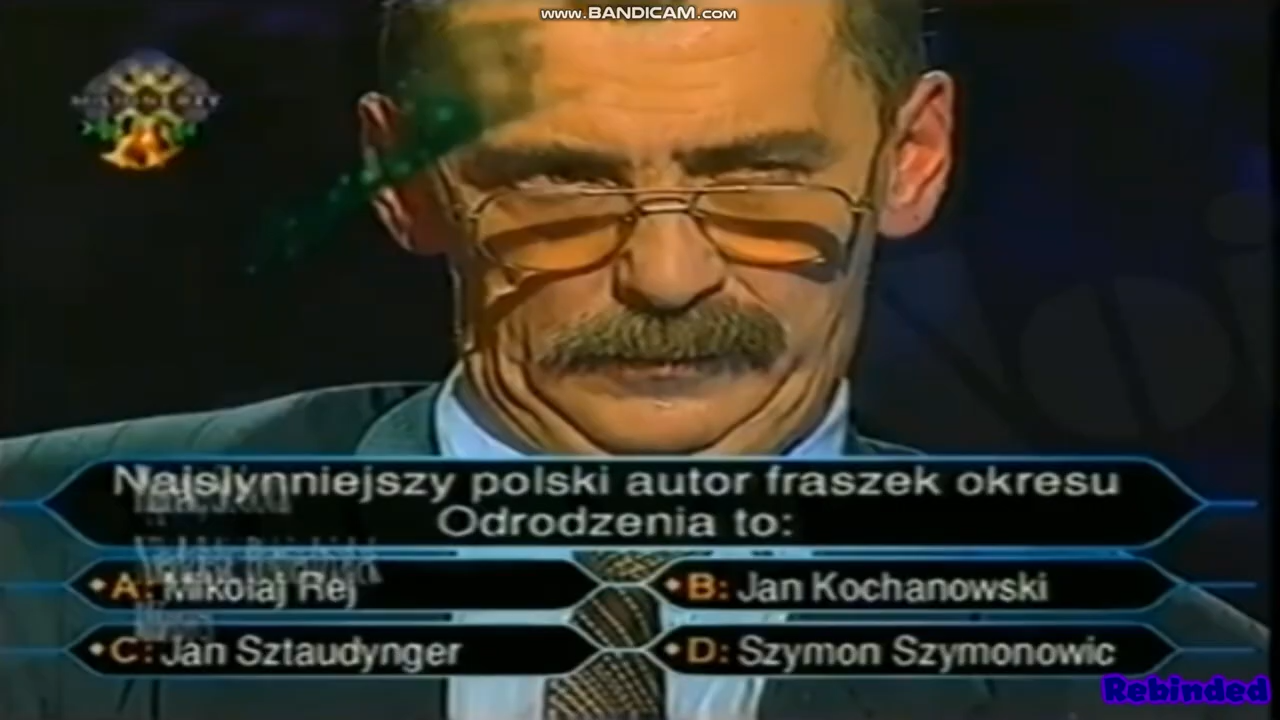 www.BANDICAM.com
MILIONERZY
Najsłynniejszy polski autor fraszek okresu
Odrodzenia to:
A: Mikołaj Rej
B: Jan Kochanowski
C: Jan Sztaudynger
D: Szymon Szymonowic
Rebinded